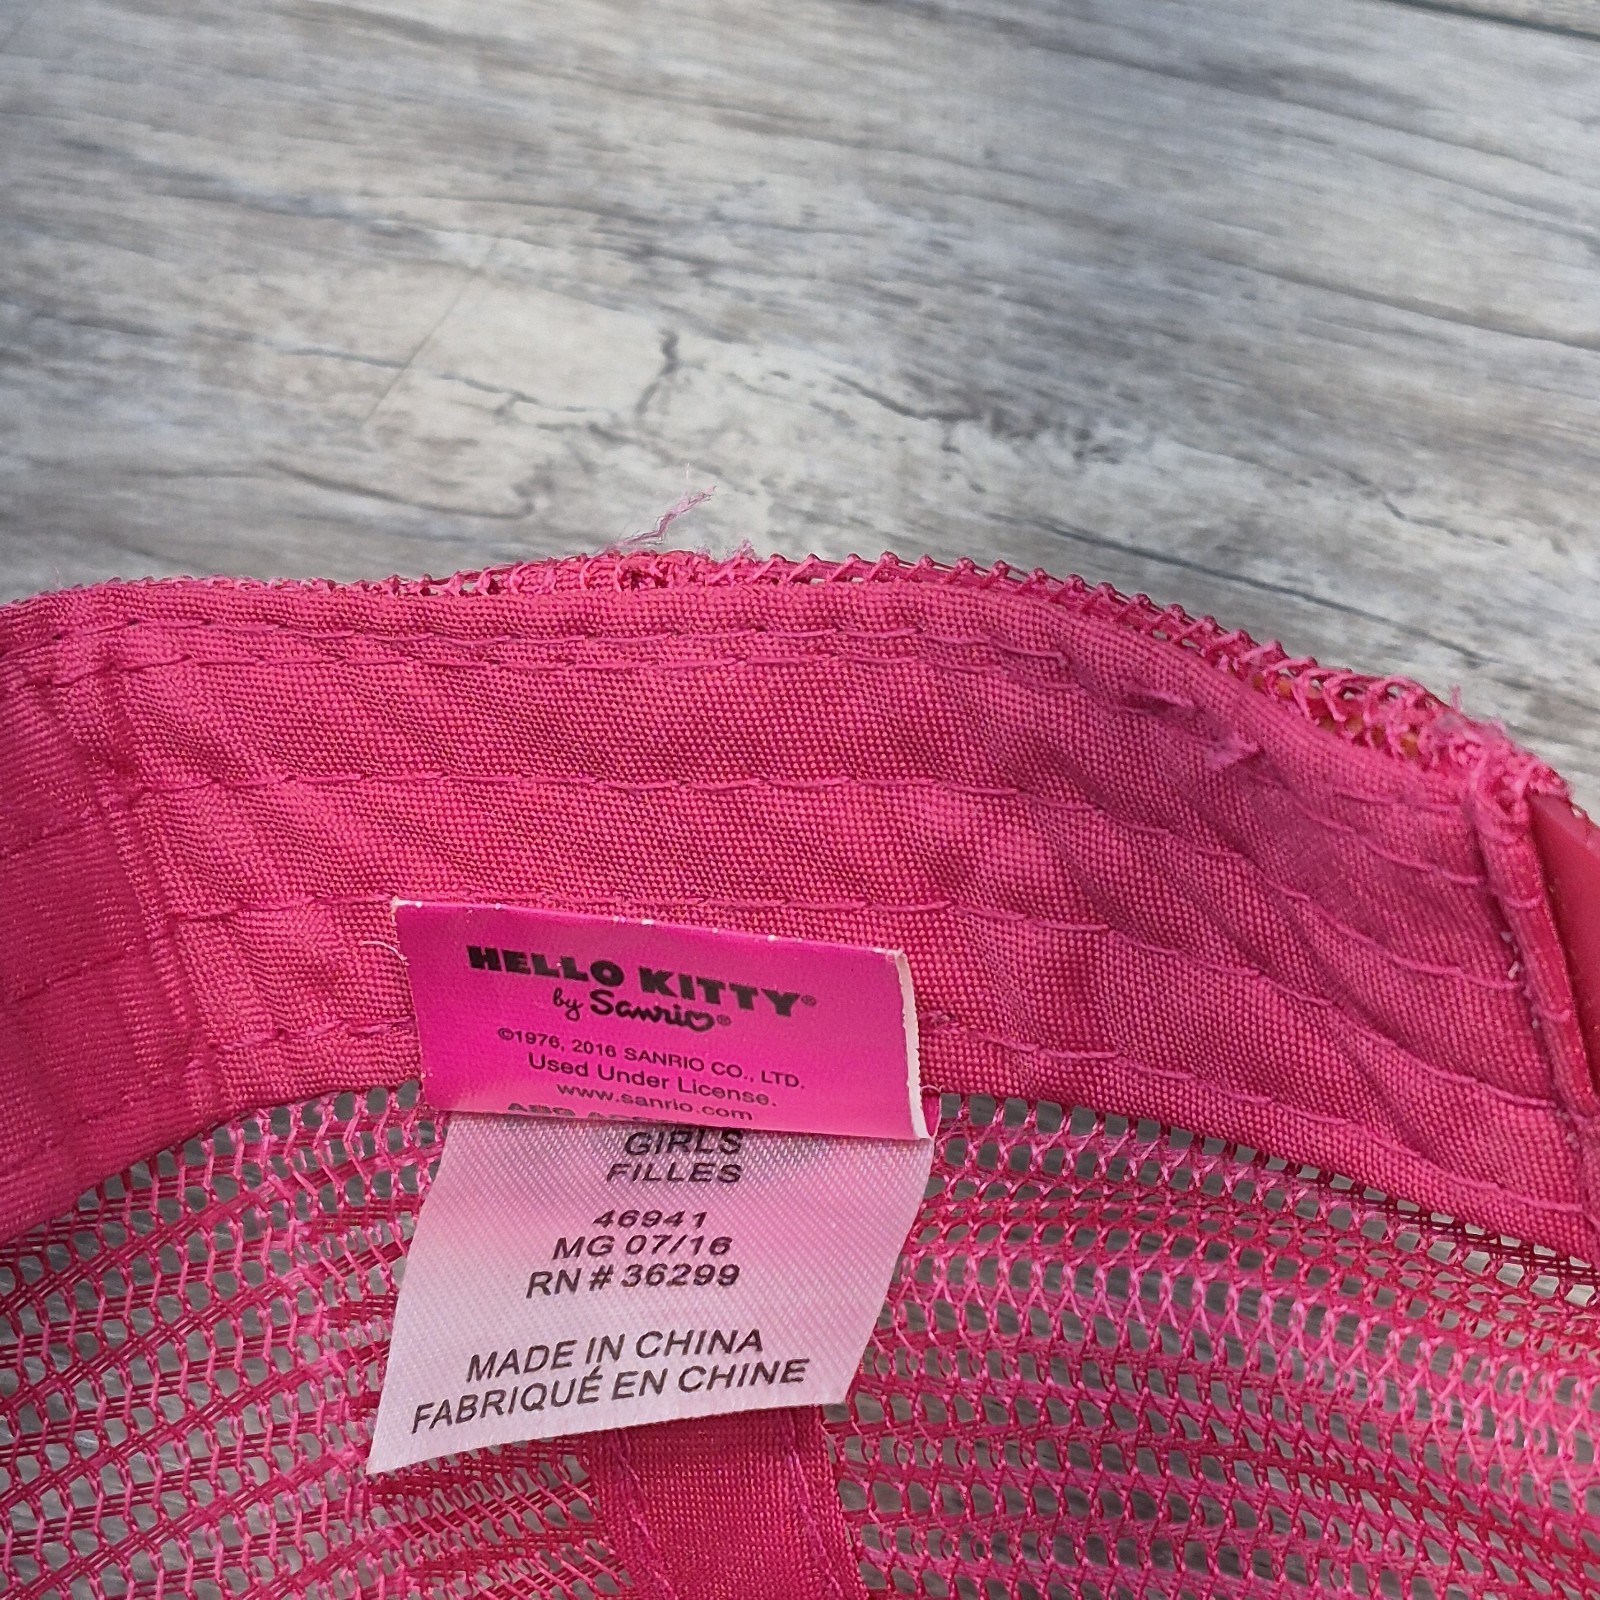 HELLO KITTY®
by Sanrio®
©1976, 2016 SANRIO CO., LTD.
Used Under License.
www.sanrio.com
GIRLS
FILLES
46941
MG 07/16
RN # 36299
MADE IN CHINA
FABRIQUÉ EN CHINE